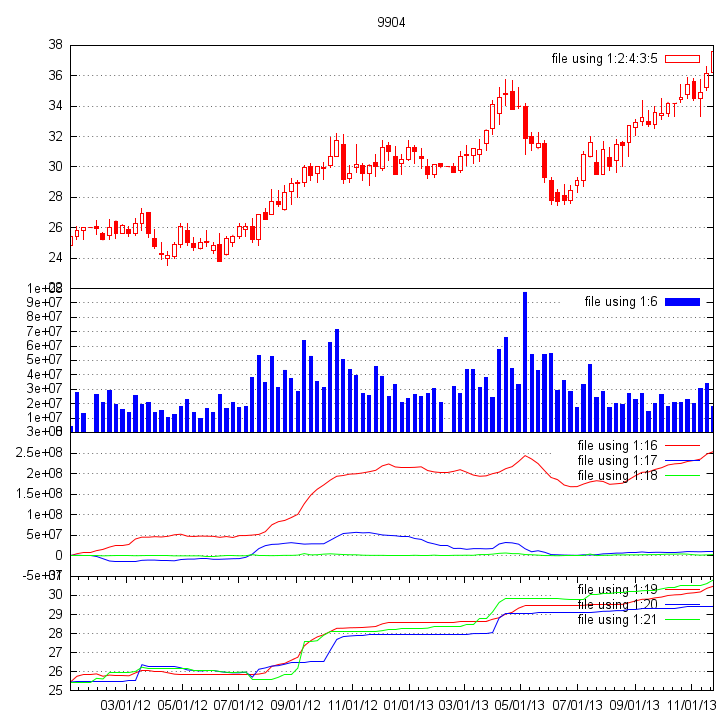 9904
38
file using 1:2:4:3:5
36
34
32
30
28
26
24
22
1e+08
file using 1:6
9e+07
8e+07
7e+07
6e+07
5e+07
4e+07
3e+07
2e+07
1e+07
0
3e+08
file using 1:16
2.5e+08
file using 1:17
2e+08
file using 1:18
1.5e+08
1e+08
5e+07
0
-5e+07
file using 1:19
30
file using 1:20
29
file using 1:21
28
27
26
25
03/01/12 05/01/12 07/01/12 09/01/12 11/01/12 01/01/13 03/01/13 05/01/13 07/01/13 09/01/13 11/01/13